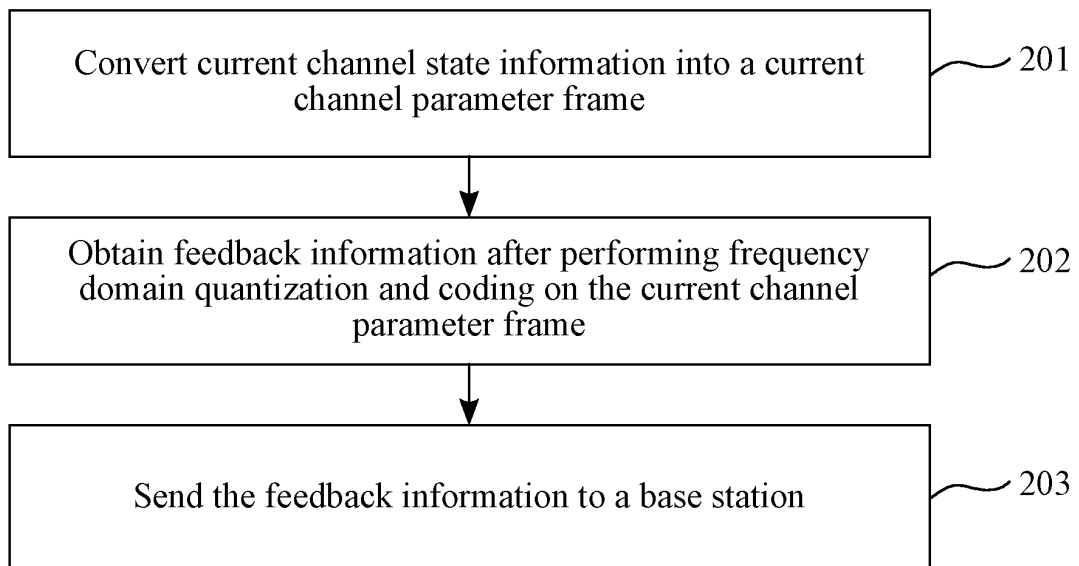 Convert current channel state information into a current
channel parameter frame
201
Obtain feedback information after performing frequency
domain quantization and coding on the current channel
parameter frame
202
Send the feedback information to a base station
203